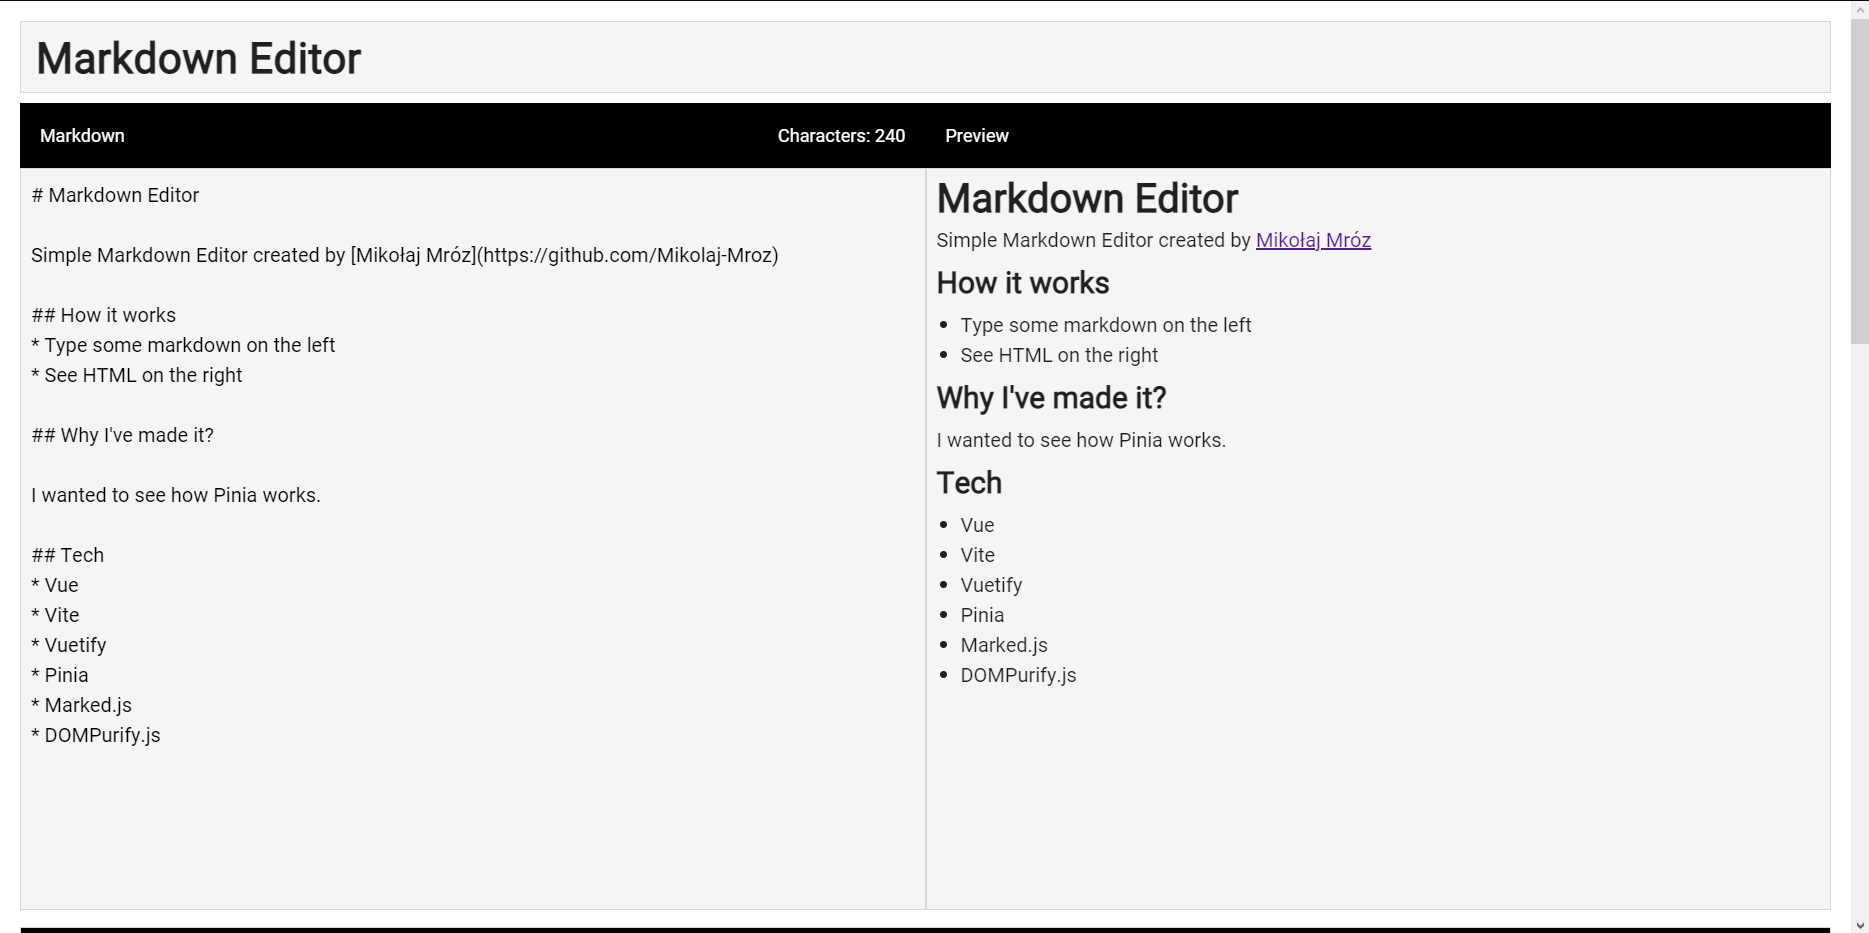 Markdown Editor
Markdown
Characters: 240
Preview
# Markdown Editor
Simple Markdown Editor created by [Mikołaj Mróz](https://github.com/Mikolaj-Mroz)
## How it works
* Type some markdown on the left
* See HTML on the right
## Why I've made it?
I wanted to see how Pinia works.
## Tech
* Vue
* Vite
* Vuetify
* Pinia
* Marked.js
* DOMPurify.js
Markdown Editor
Simple Markdown Editor created by Mikołaj Mróz
How it works
• Type some markdown on the left
• See HTML on the right
Why I've made it?
I wanted to see how Pinia works.
Tech
• Vue
• Vite
• Vuetify
• Pinia
• Marked.js
• DOMPurify.js